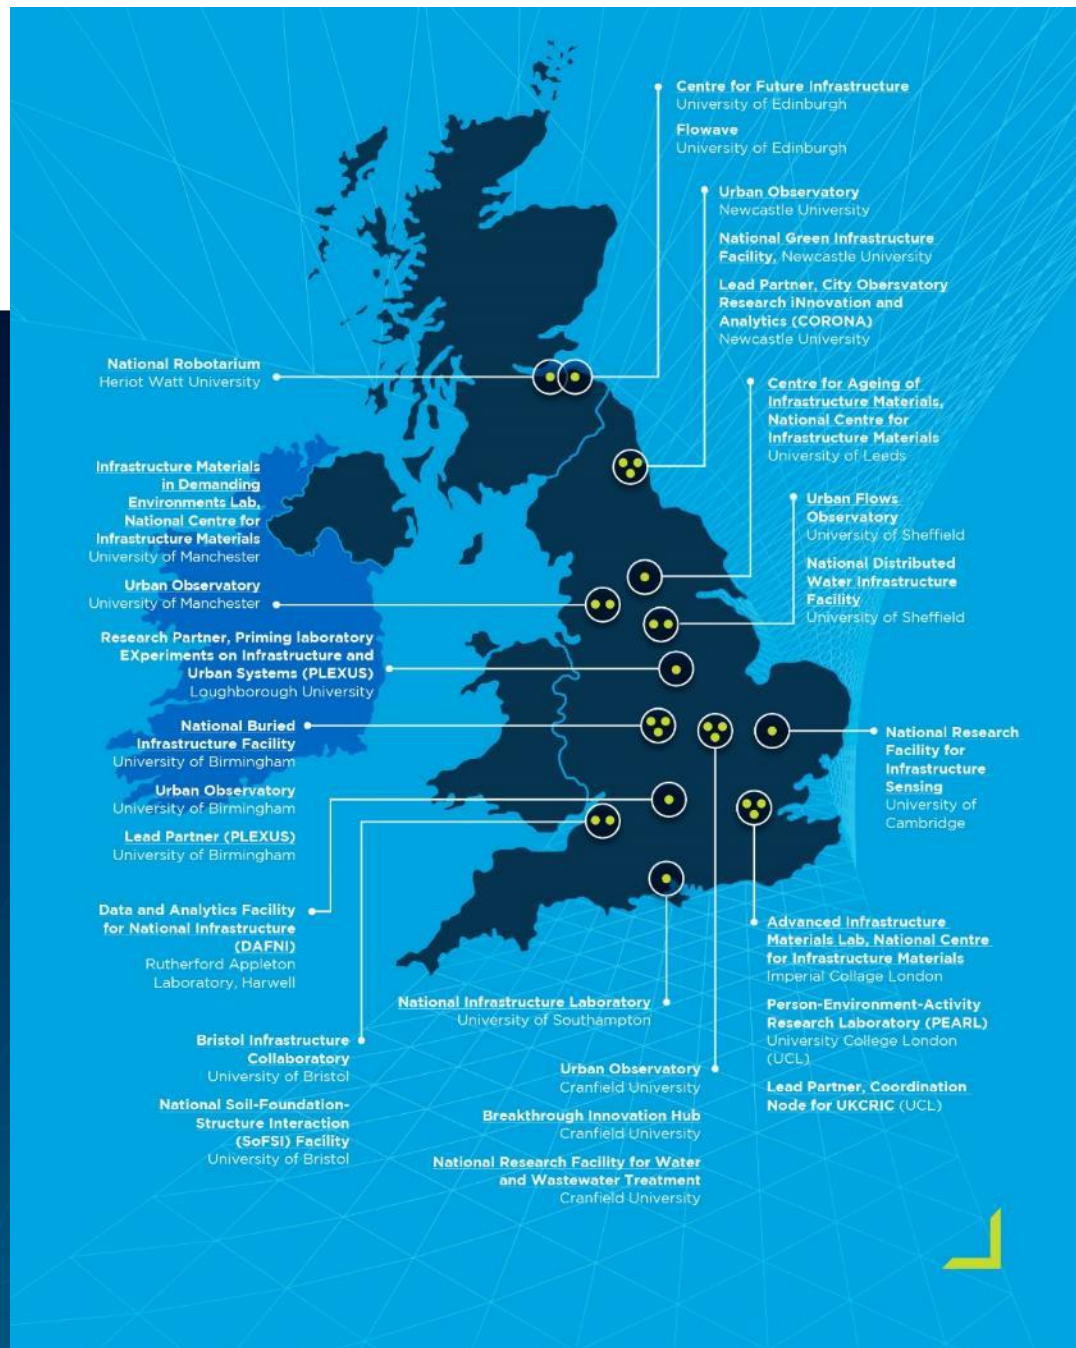 Centre for Future Infrastructure
University of Edinburgh
Flowave
University of Edinburgh
Urban Observatory
Newcastle University
National Green Infrastructure
Facility, Newcastle University
Lead Partner, City Obersvatory
Research iNnovation and
Analytics (CORONA)
Newcastle University
National Robotarium
Heriot Watt University
Centre for Ageing of
Infrastructure Materials,
National Centre for
Infrastructure Materials
University of Leeds
Infrastructure Materials
in Demanding
Environments Lab,
National Centre for
Infrastructure Materials
University of Manchester
Urban Observatory
University of Manchester
Urban Flows
Observatory
University of Sheffield
National Distributed
Water Infrastructure
Facility
University of Sheffield
Research Partner, Priming laboratory
EXperiments on Infrastructure and
Urban Systems (PLEXUS)
Loughborough University
National Buried
Infrastructure Facility
University of Birmingham
Urban Observatory
University of Birmingham
Lead Partner (PLEXUS)
University of Birmingham
National Research
Facility for
Infrastructure
Sensing
University of
Cambridge
Data and Analytics Facility
for National Infrastructure
(DAFNI)
Rutherford Appleton
Laboratory, Harwell
Advanced Infrastructure
Materials Lab, National Centre
for Infrastructure Materials
Imperial Collage London
Person-Environment-Activity
Research Laboratory (PEARL)
University College London
(UCL)
Lead Partner, Coordination
Node for UKCRIC (UCL)
National Infrastructure Laboratory
University of Southampton
Bristol Infrastructure
Collaboratory
University of Bristol
National Soil-Foundation-
Structure Interaction
(SoFSI) Facility
University of Bristol
Urban Observatory
Cranfield University
Breakthrough Innovation Hub
Cranfield University
National Research Facility for Water
and Wastewater Treatment
Cranfield University